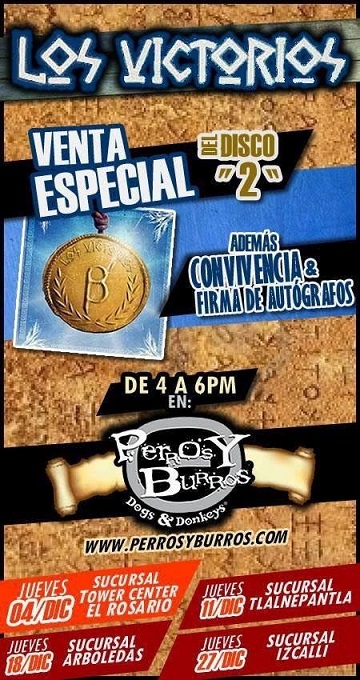 LOS VICTORIOS
VENTA
ESPECIAL
DEL DISCO
"2"
LOS VICTORIOS
β
ADEMÁS
CONVIVENCIA &
FIRMA DE AUTÓGRAFOS
DE 4 A 6PM
EN:
PERROS Y
BURROS
DOGS & DONKEYS
WWW.PERROSYBURROS.COM
JUEVES
04/DIC
SUCURSAL
TOWER CENTER
EL ROSARIO
JUEVES
11/DIC
SUCURSAL
TLALNEPANTLA
JUEVES
18/DIC
SUCURSAL
ARBOLEDAS
JUEVES
27/DIC
SUCURSAL
IZCALLI